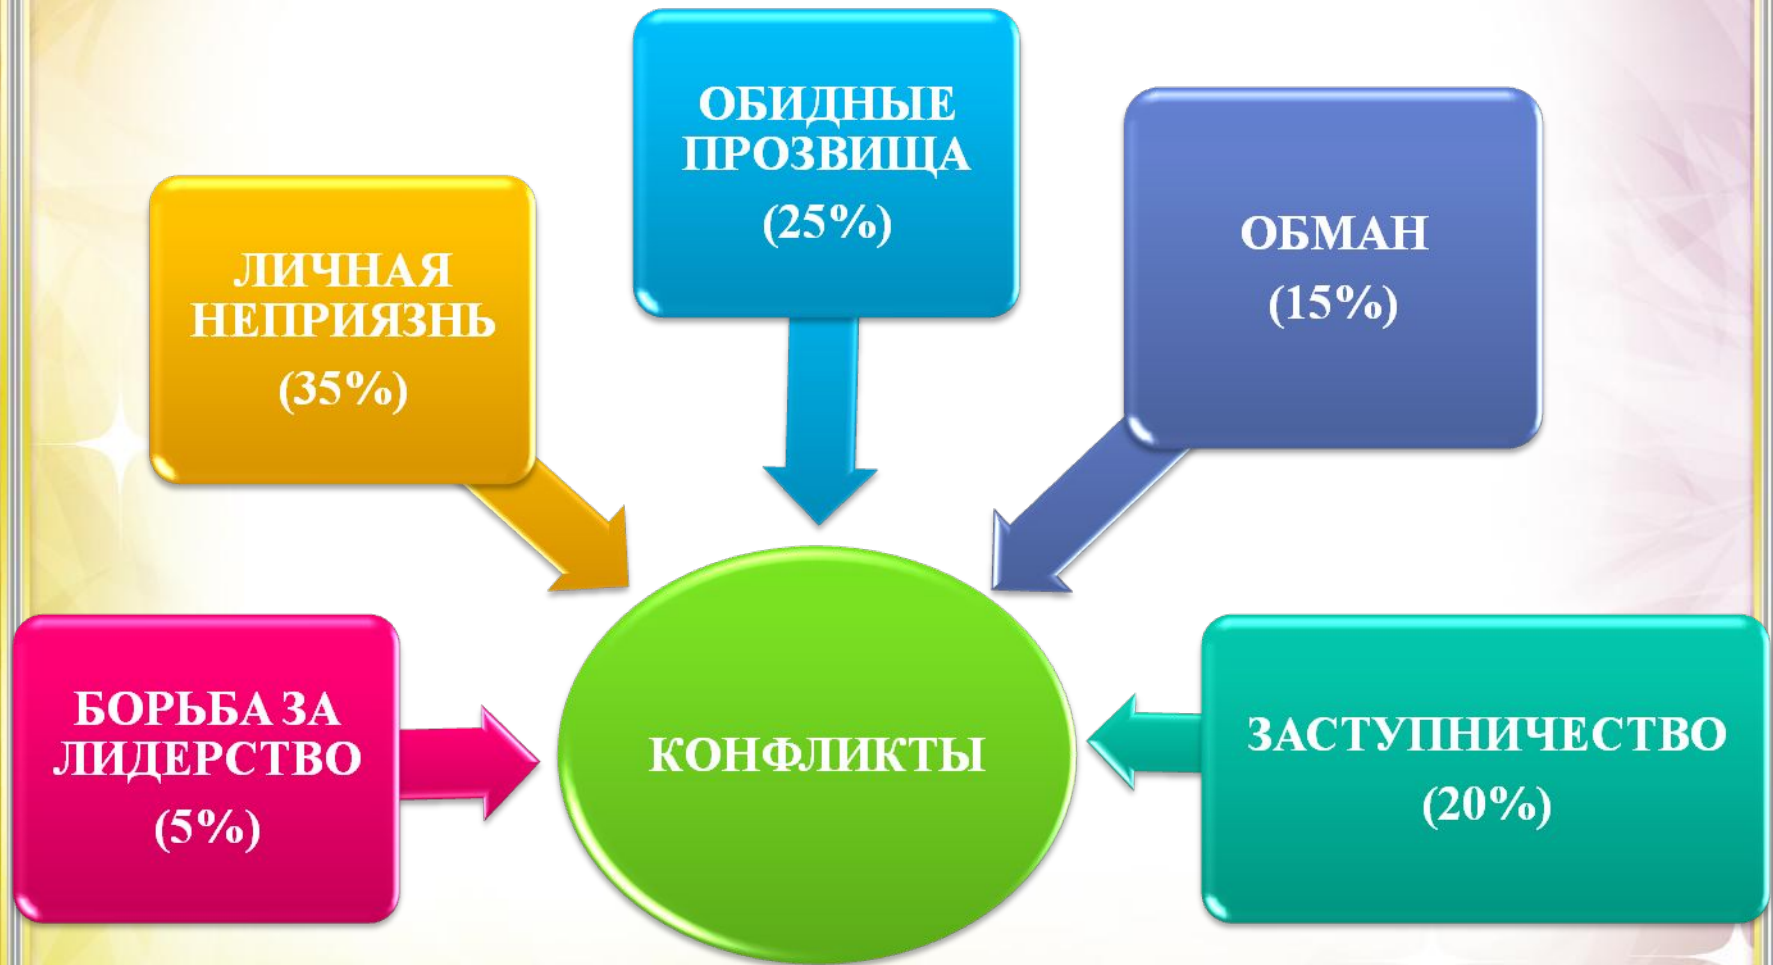 ОБИДНЫЕ
ПРОЗВИЩА
(25%)
ОБМАН
(15%)
ЛИЧНАЯ
НЕПРИЯЗНЬ
(35%)
БОРЬБА ЗА
ЛИДЕРСТВО
(5%)
КОНФЛИКТЫ
ЗАСТУПНИЧЕСТВО
(20%)